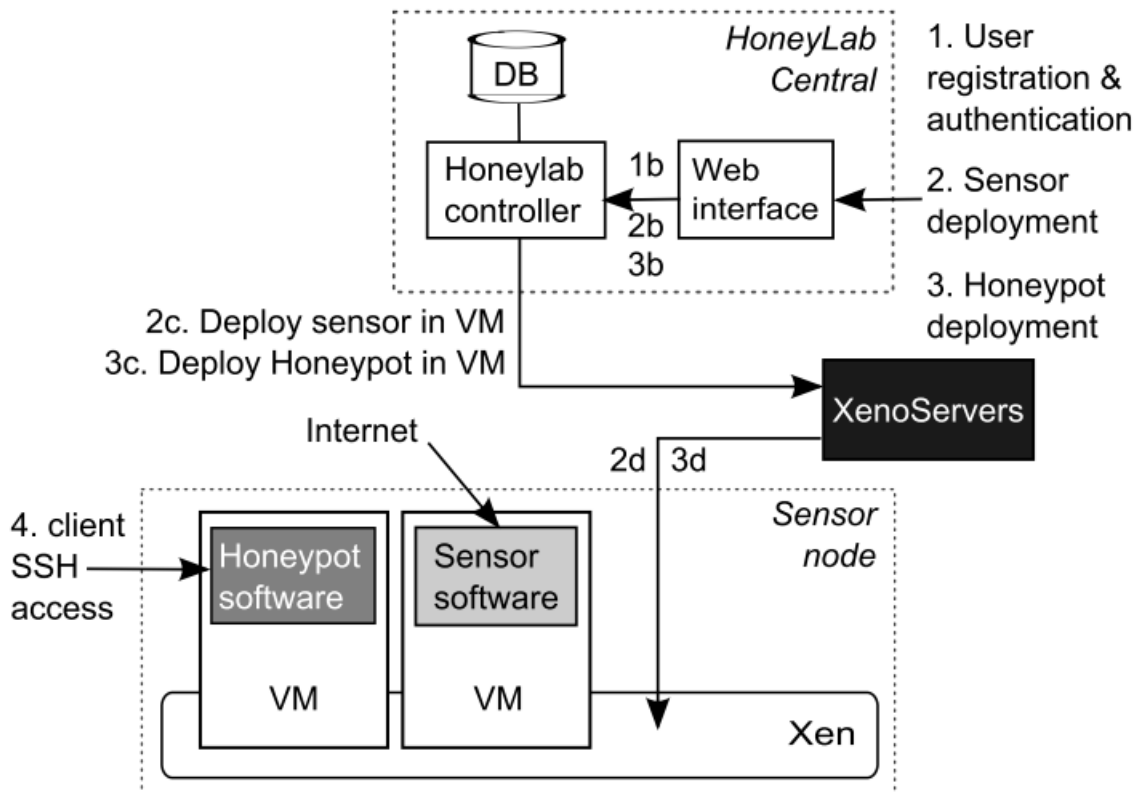 HoneyLab
Central
DB
1. User
registration &
authentication
Honeylab
controller
1b
2b
3b
Web
interface
2. Sensor
deployment
3. Honeypot
deployment
2c. Deploy sensor in VM
3c. Deploy Honeypot in VM
XenoServers
Internet
2d
3d
Sensor
node
4. client
SSH
access
Honeypot
software
Sensor
software
VM
VM
Xen